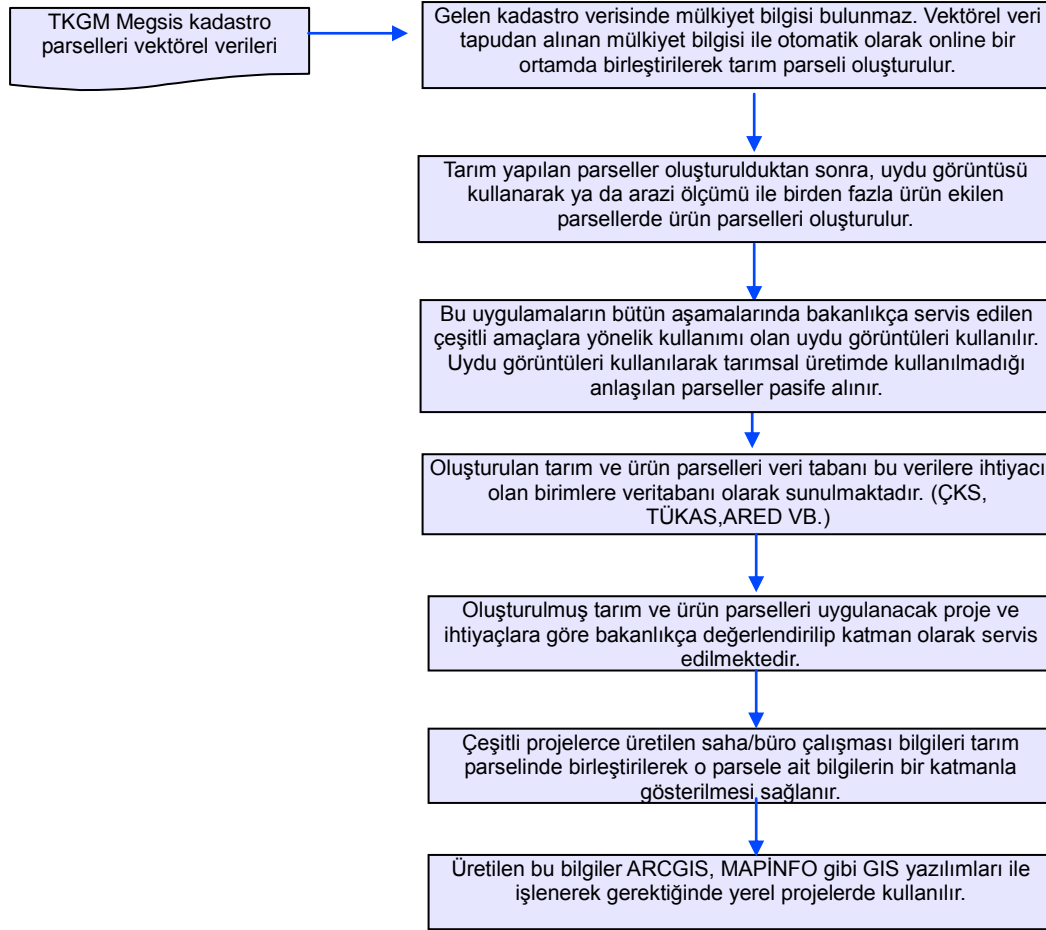 TKGM Megsis kadastro
parselleri vektörel verileri
Gelen kadastro verisinde mülkiyet bilgisi bulunmaz. Vektörel veri
tapudan alınan mülkiyet bilgisi ile otomatik olarak online bir
ortamda birleştirilerek tarım parseli oluşturulur.
Tarım yapılan parseller oluşturulduktan sonra, uydu görüntüsü
kullanarak ya da arazi ölçümü ile birden fazla ürün ekilen
parsellerde ürün parselleri oluşturulur.
Bu uygulamaların bütün aşamalarında bakanlıkça servis edilen
çeşitli amaçlara yönelik kullanımı olan uydu görüntüleri kullanılır.
Uydu görüntüleri kullanılarak tarımsal üretimde kullanılmadığı
anlaşılan parseller pasife alınır.
Oluşturulan tarım ve ürün parselleri veri tabanı bu verilere ihtiyacı
olan birimlere veritabanı olarak sunulmaktadır. (ÇKS,
TÜKAS,ARED VB.)
Oluşturulmuş tarım ve ürün parselleri uygulanacak proje ve
ihtiyaçlara göre bakanlıkça değerlendirilip katman olarak servis
edilmektedir.
Çeşitli projelerce üretilen saha/büro çalışması bilgileri tarım
parselinde birleştirilerek o parsele ait bilgilerin bir katmanla
gösterilmesi sağlanır.
Üretilen bu bilgiler ARCGIS, MAPİNFO gibi GIS yazılımları ile
işlenerek gerektiğinde yerel projelerde kullanılır.